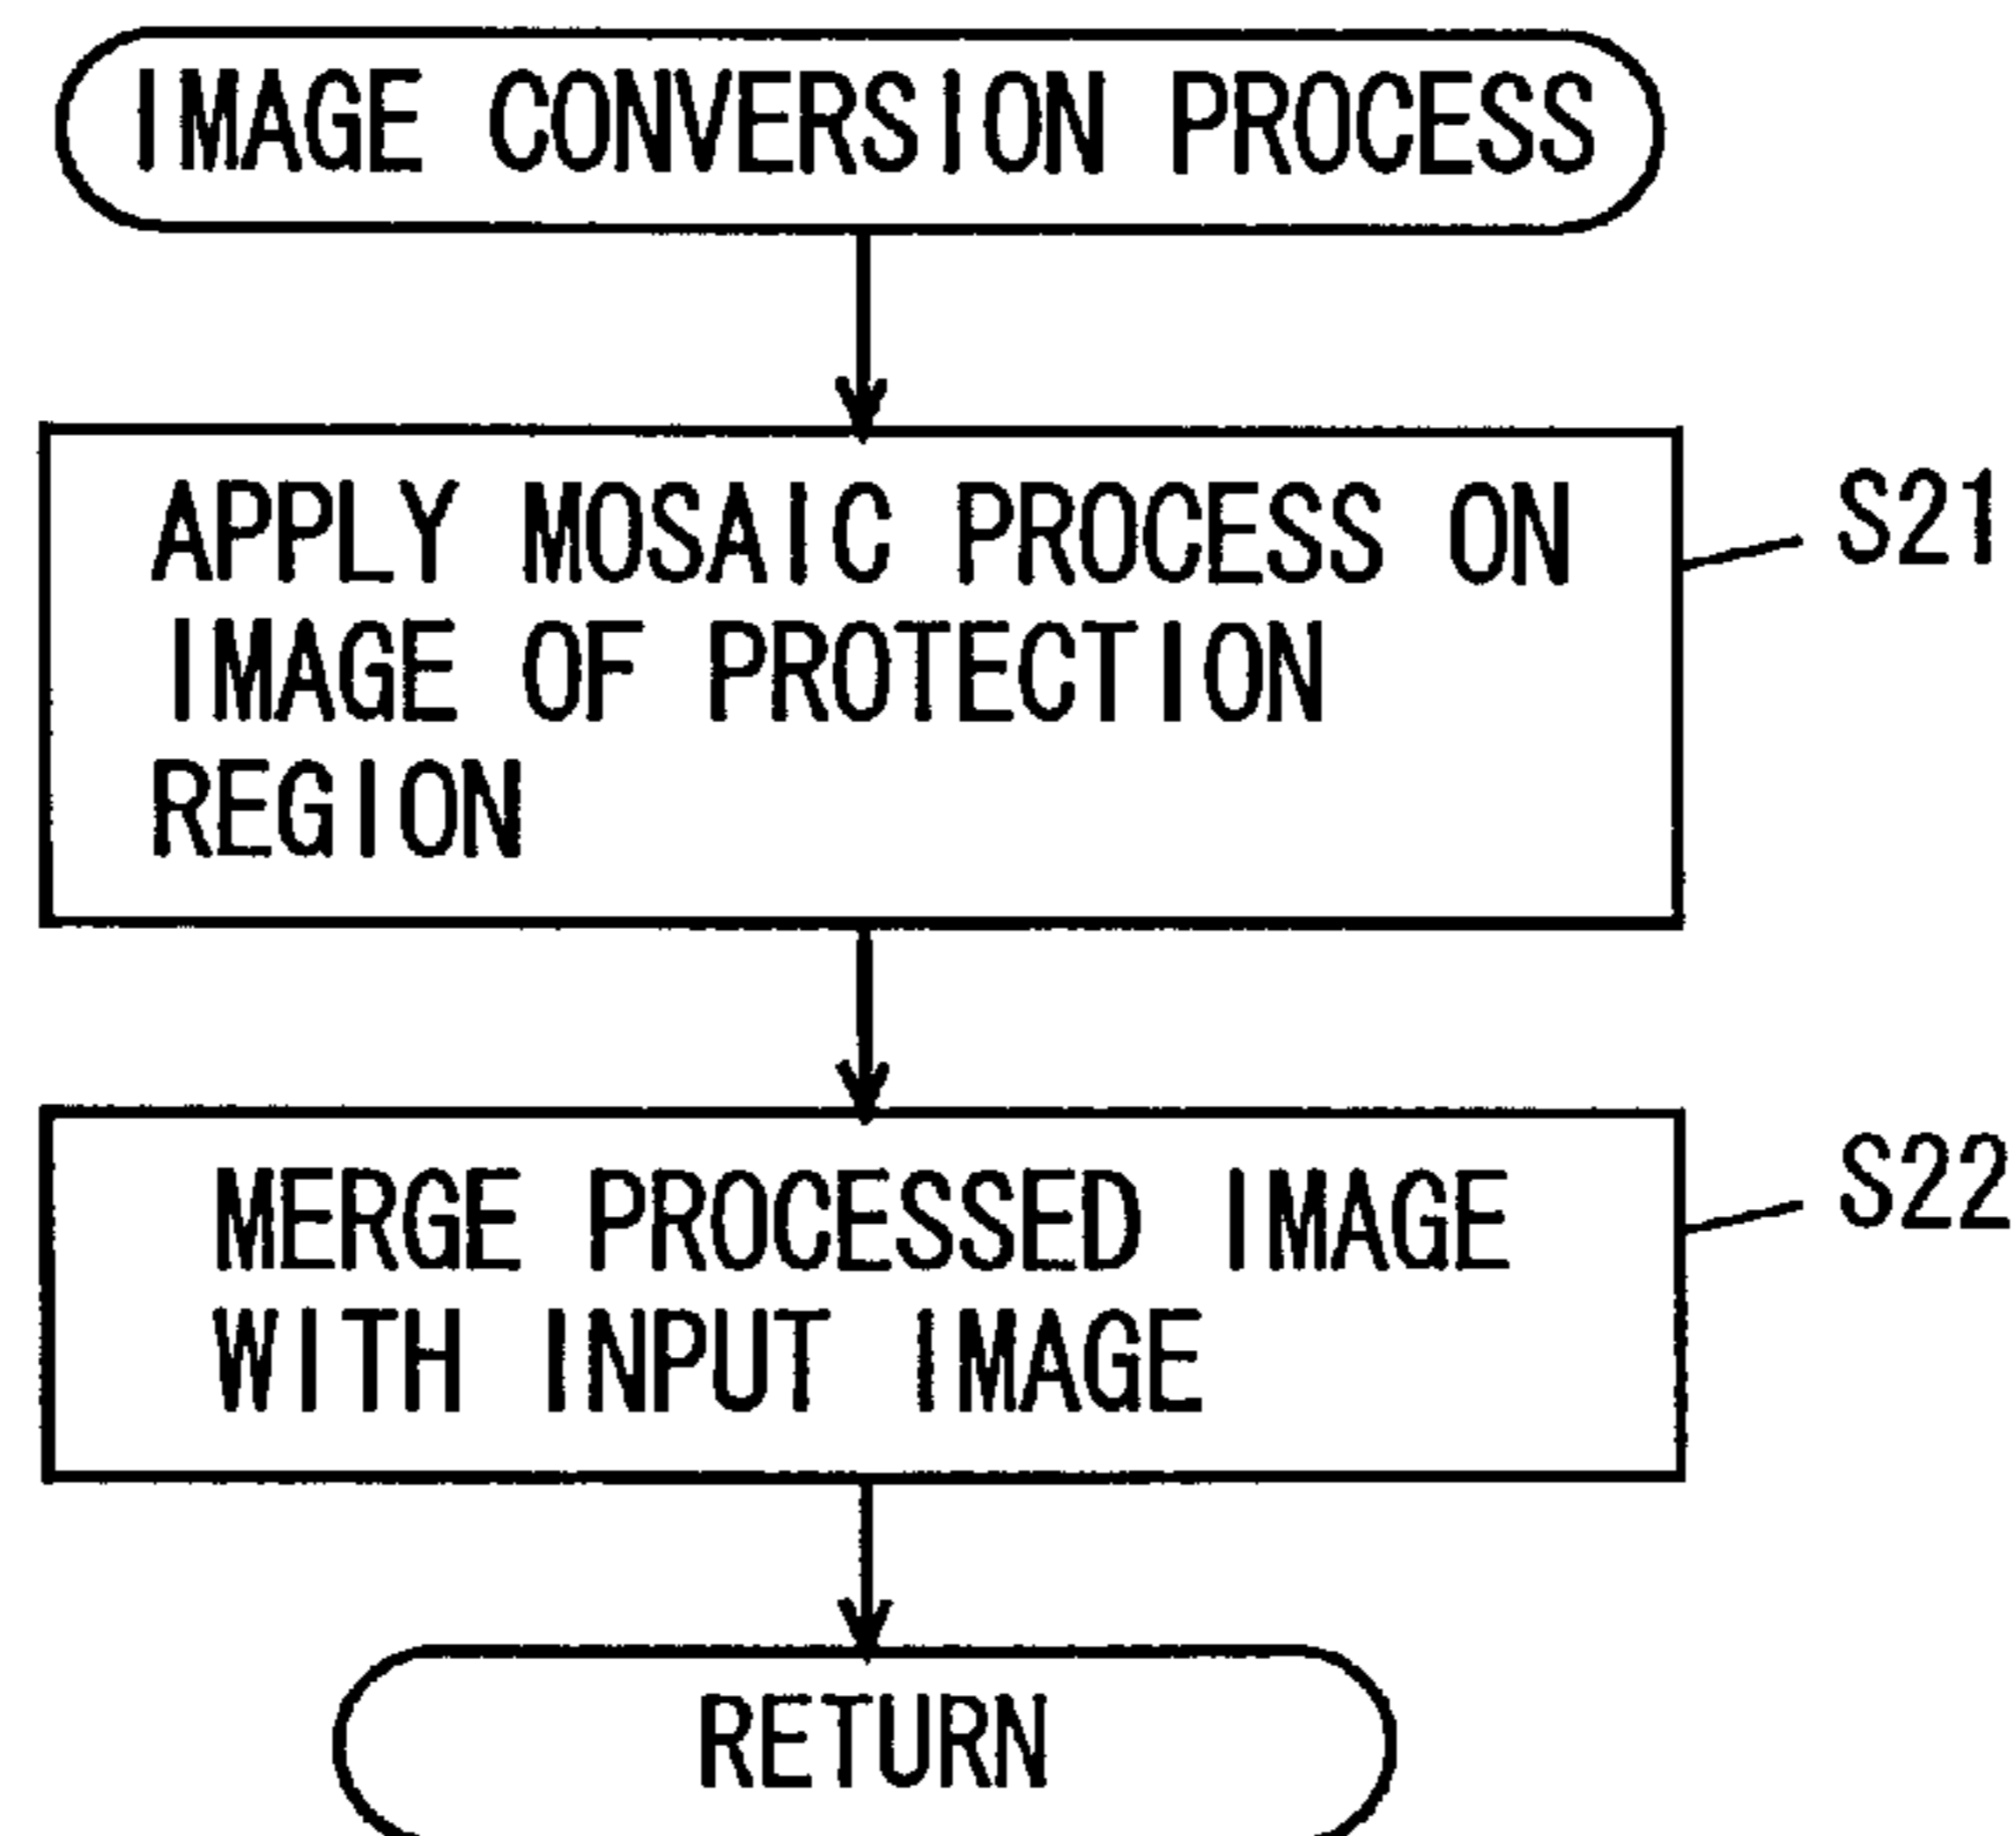 IMAGE CONVERSION PROCESS
APPLY MOSAIC PROCESS ON
IMAGE OF PROTECTION
REGION
S21
MERGE PROCESSED IMAGE
WITH INPUT IMAGE
S22
RETURN